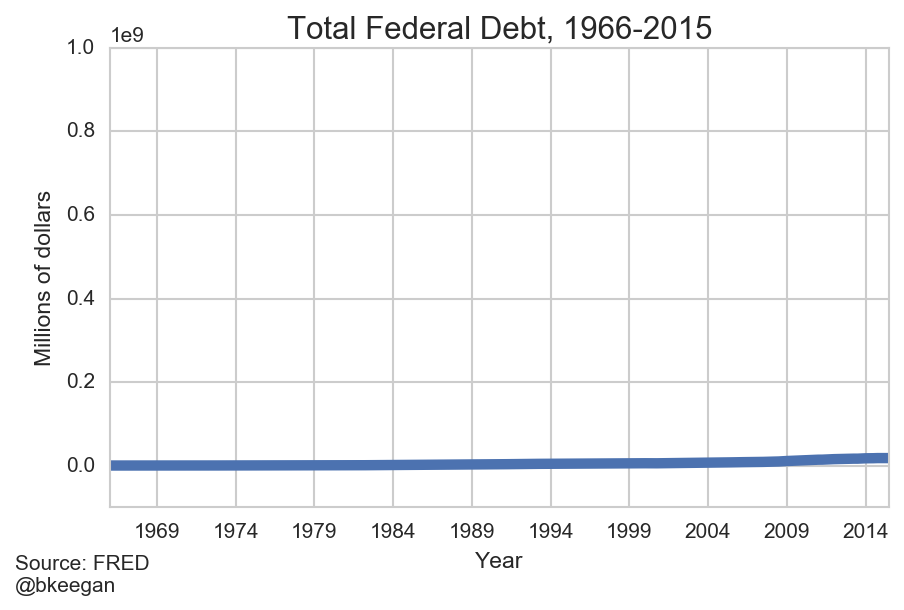 Total Federal Debt, 1966-2015
1e9
1.0
0.8
0.6
0.4
0.2
0.0
Millions of dollars
1969 1974 1979 1984 1989 1994 1999 2004 2009 2014
Year
Source: FRED
@bkeegan